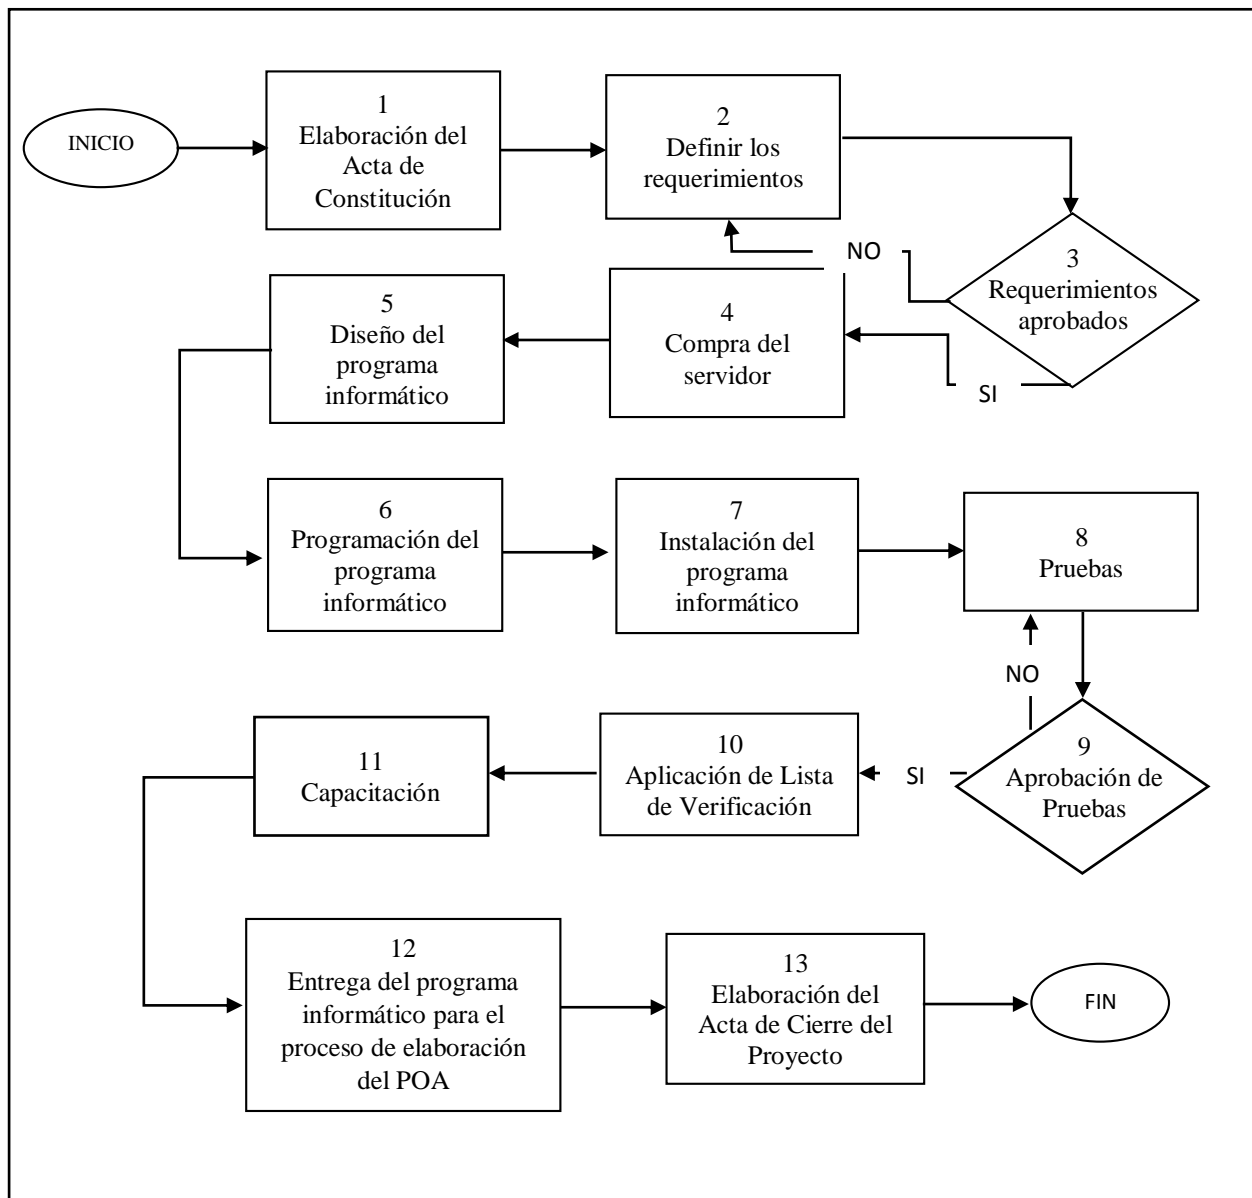 INICIO
1
Elaboración del
Acta de
Constitución
2
Definir los
requerimientos
3
Requerimientos
aprobados
NO
SI
4
Compra del
servidor
5
Diseño del
programa
informático
6
Programación del
programa
informático
7
Instalación del
programa
informático
8
Pruebas
NO
9
Aprobación de
Pruebas
SI
10
Aplicación de Lista
de Verificación
11
Capacitación
12
Entrega del programa
informático para el
proceso de elaboración
del POA
13
Elaboración del
Acta de Cierre del
Proyecto
FIN